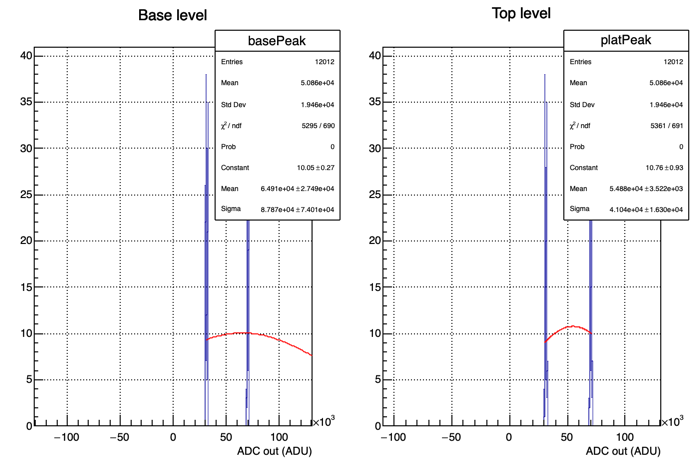 Base level
basePeak
Entries 12012
Mean 5.086e+04
Std Dev 1.946e+04
χ² / ndf 5295 / 690
Prob 0
Constant 10.05 ± 0.27
Mean 6.491e+04 ± 2.749e+04
Sigma 8.787e+04 ± 7.401e+04
40
35
30
25
20
15
10
5
0
−100 −50 0 50 100 ×10³
ADC out (ADU)
Top level
platPeak
Entries 12012
Mean 5.086e+04
Std Dev 1.946e+04
χ² / ndf 5361 / 691
Prob 0
Constant 10.76 ± 0.93
Mean 5.488e+04 ± 3.522e+03
Sigma 4.104e+04 ± 1.630e+04
40
35
30
25
20
15
10
5
0
−100 −50 0 50 100 ×10³
ADC out (ADU)